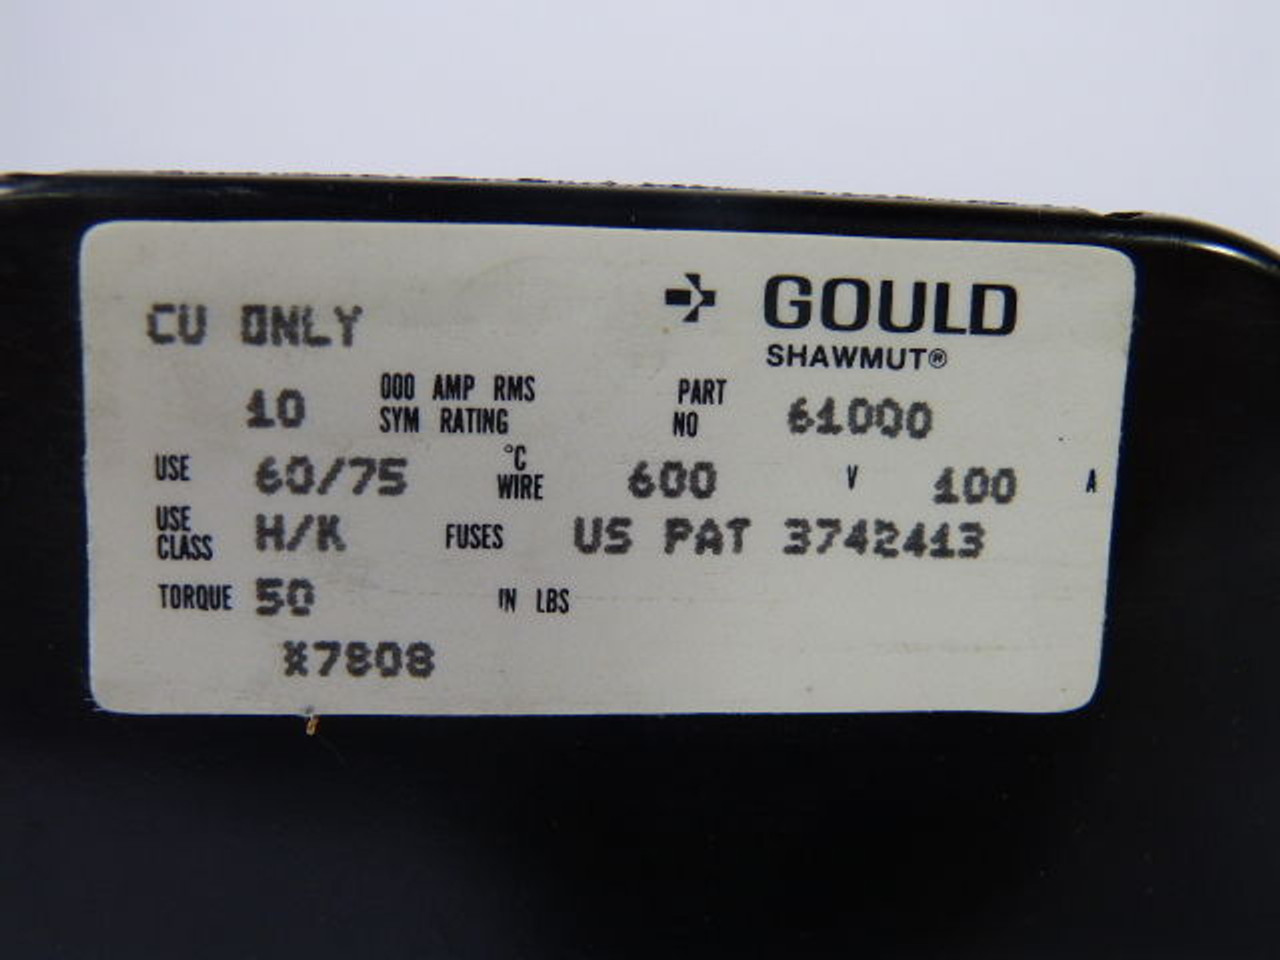 CU ONLY
GOULD
SHAWMUT®
10 000 AMP RMS SYM RATING PART NO 61000
USE 60/75 °C WIRE 600 V 100 A
USE CLASS H/K FUSES US PAT 3742413
TORQUE 50 IN LBS
*7808